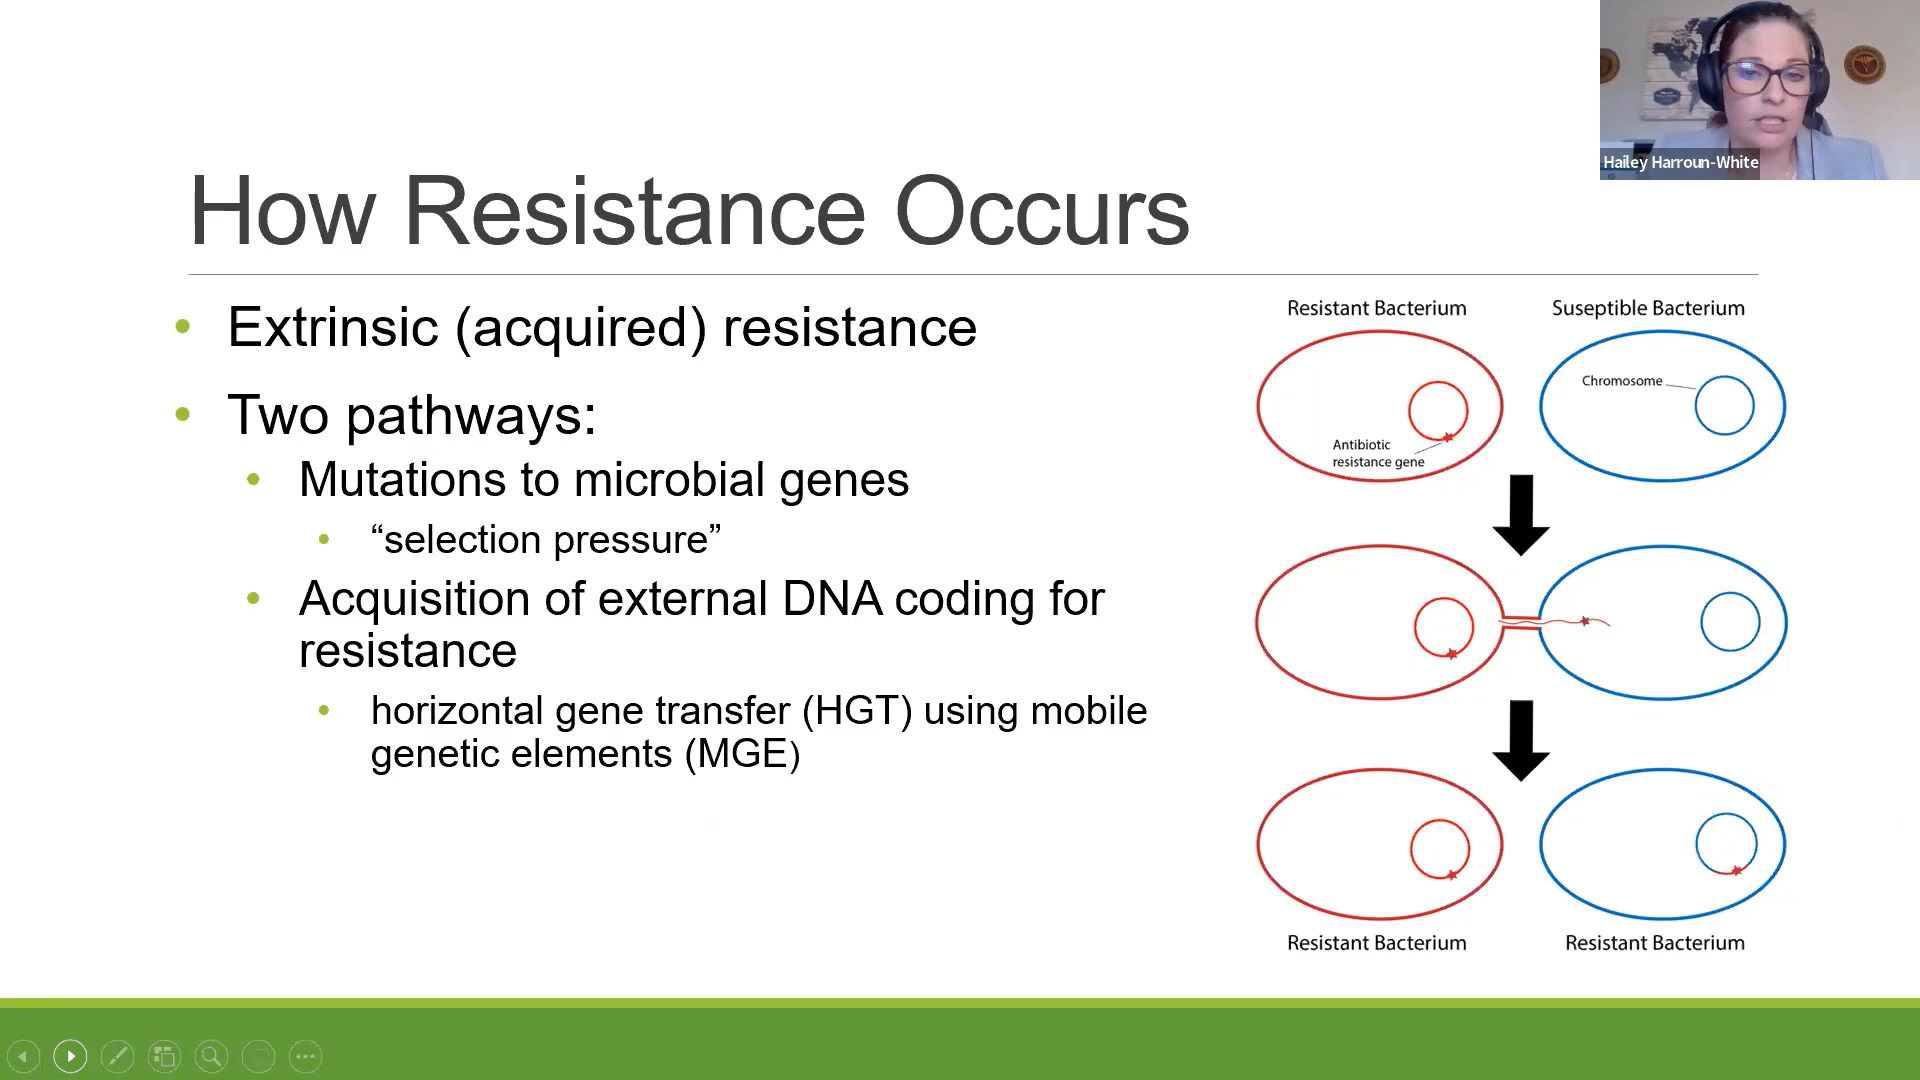 Hailey Harroun-White
How Resistance Occurs
• Extrinsic (acquired) resistance
• Two pathways:
• Mutations to microbial genes
• “selection pressure”
• Acquisition of external DNA coding for
resistance
• horizontal gene transfer (HGT) using mobile
genetic elements (MGE)
Resistant Bacterium
Suseptible Bacterium
Chromosome
Antibiotic
resistance gene
Resistant Bacterium
Resistant Bacterium